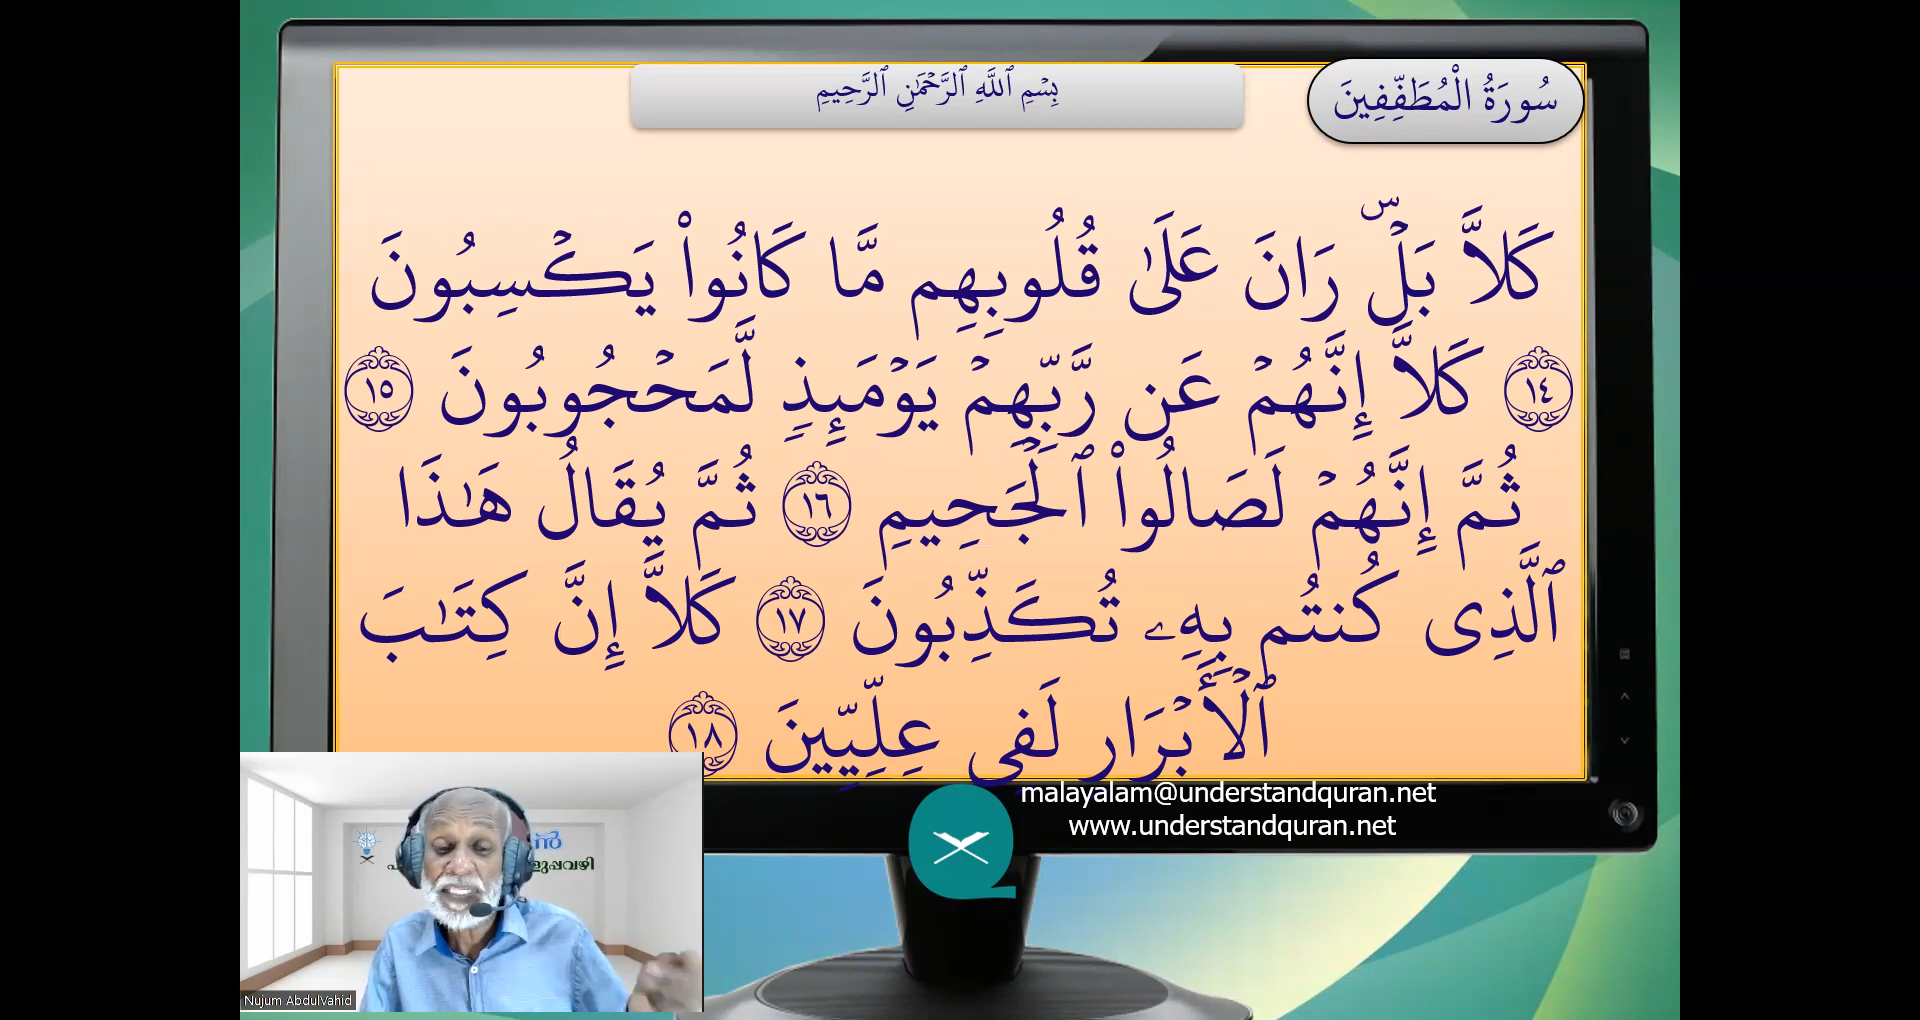 بِسْمِ ٱللَّهِ ٱلرَّحْمَٰنِ ٱلرَّحِيمِ
سُورَةُ الْمُطَفِّفِينَ
كَلَّا بَلْۜ رَانَ عَلَىٰ قُلُوبِهِم مَّا كَانُوا۟ يَكْسِبُونَ
١٤ كَلَّا إِنَّهُمْ عَن رَّبِّهِمْ يَوْمَئِذٍ لَّمَحْجُوبُونَ ١٥
ثُمَّ إِنَّهُمْ لَصَالُوا۟ ٱلْجَحِيمِ ١٦ ثُمَّ يُقَالُ هَٰذَا
ٱلَّذِى كُنتُم بِهِۦ تُكَذِّبُونَ ١٧ كَلَّا إِنَّ كِتَٰبَ
ٱلْأَبْرَارِ لَفِى عِلِّيِّينَ ١٨
malayalam@understandquran.net
www.understandquran.net
Nujum AbdulVahid